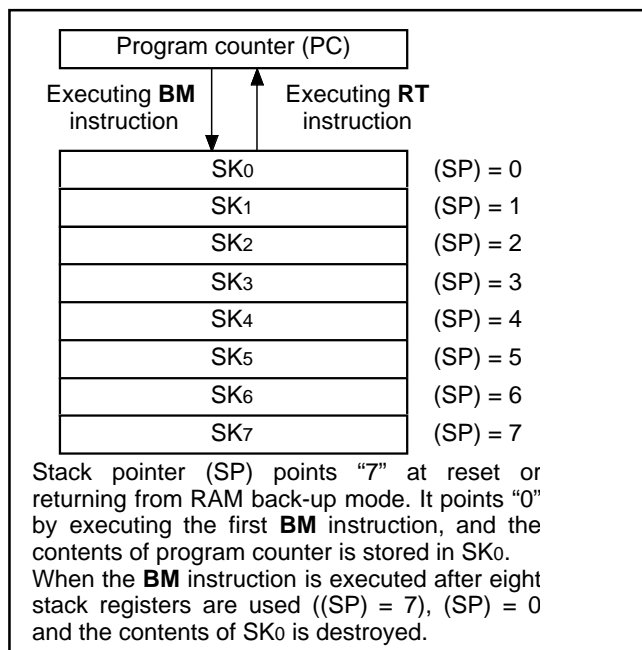 Program counter (PC)
Executing BM
instruction
Executing RT
instruction
SK0 (SP) = 0
SK1 (SP) = 1
SK2 (SP) = 2
SK3 (SP) = 3
SK4 (SP) = 4
SK5 (SP) = 5
SK6 (SP) = 6
SK7 (SP) = 7
Stack pointer (SP) points “7” at reset or
returning from RAM back-up mode. It points “0”
by executing the first BM instruction, and the
contents of program counter is stored in SK0.
When the BM instruction is executed after eight
stack registers are used ((SP) = 7), (SP) = 0
and the contents of SK0 is destroyed.